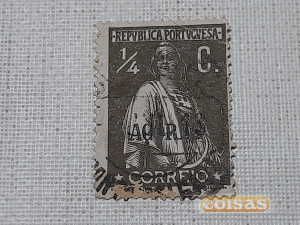 REPUBLICA PORTUGUESA
1/4 C.
AÇORES
CORREIO
coisas